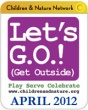 Children & Nature Network
Let's
G.O.!
(Get Outside)
Play Serve Celebrate
www.childrenandnature.org
APRIL 2012